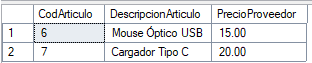 CodArticulo DescripcionArticulo PrecioProveedor
1 6 Mouse Óptico USB 15.00
2 7 Cargador Tipo C 20.00